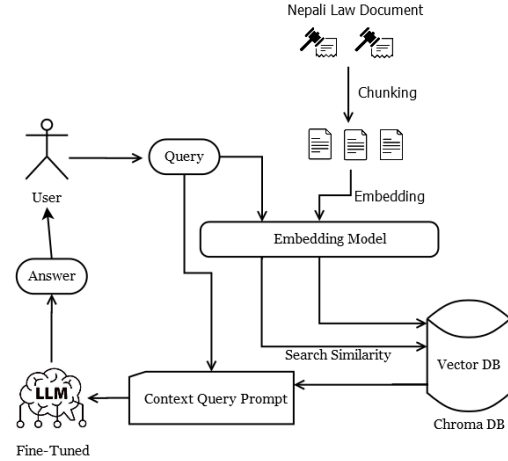 Nepali Law Document
Chunking
Query
User
Embedding
Embedding Model
Answer
Search Similarity
Vector DB
LLM
Context Query Prompt
Chroma DB
Fine-Tuned